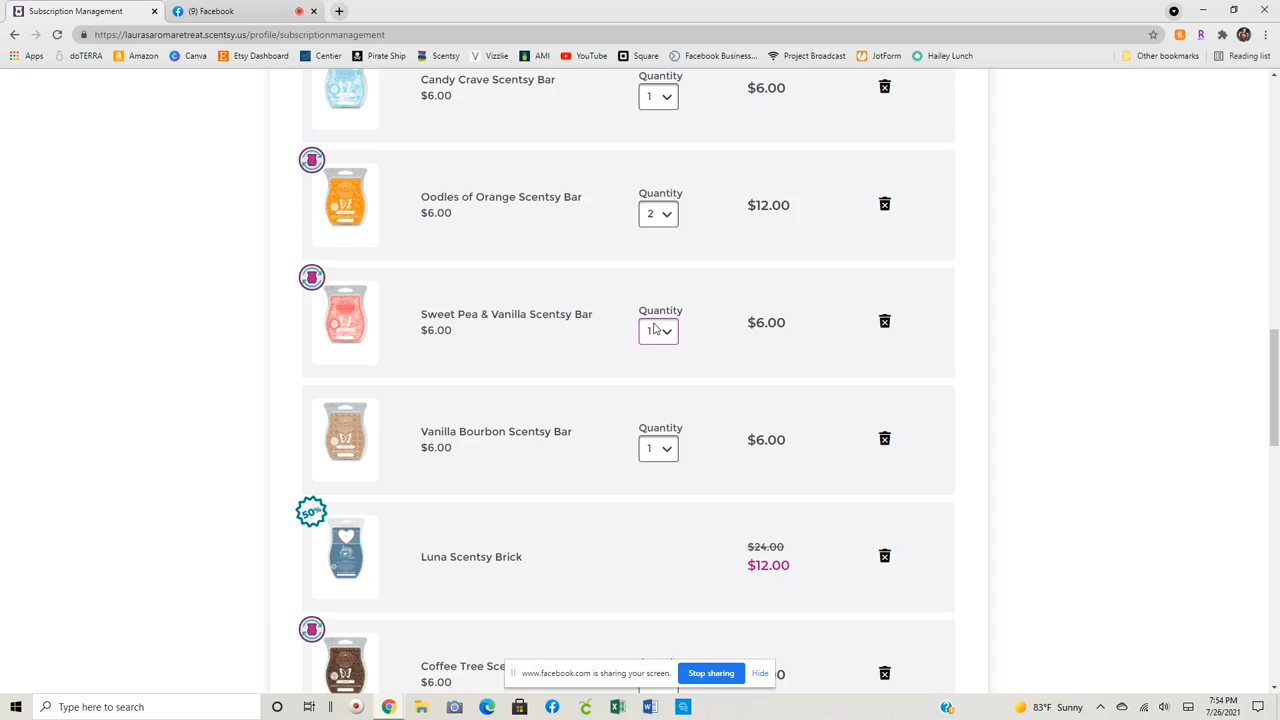 Subscription Management
(9) Facebook
https://laurasaromaretreat.scentsy.us/profile/subscriptionmanagement
Apps doTERRA Amazon Canva Etsy Dashboard Centier Pirate Ship Scentsy Vizzlie AMI YouTube Square Facebook Business... Project Broadcast JotForm Hailey Lynch Other bookmarks Reading list
Candy Crave Scentsy Bar
$6.00
Quantity
1
$6.00
Oodles of Orange Scentsy Bar
$6.00
Quantity
2
$12.00
Sweet Pea & Vanilla Scentsy Bar
$6.00
Quantity
1
$6.00
Vanilla Bourbon Scentsy Bar
$6.00
Quantity
1
$6.00
50%
Luna Scentsy Brick
$24.00
$12.00
Coffee Tree Sce
$6.00
www.facebook.com is sharing your screen.
Stop sharing
Hide
Type here to search
83°F Sunny
7:54 PM
7/26/2021